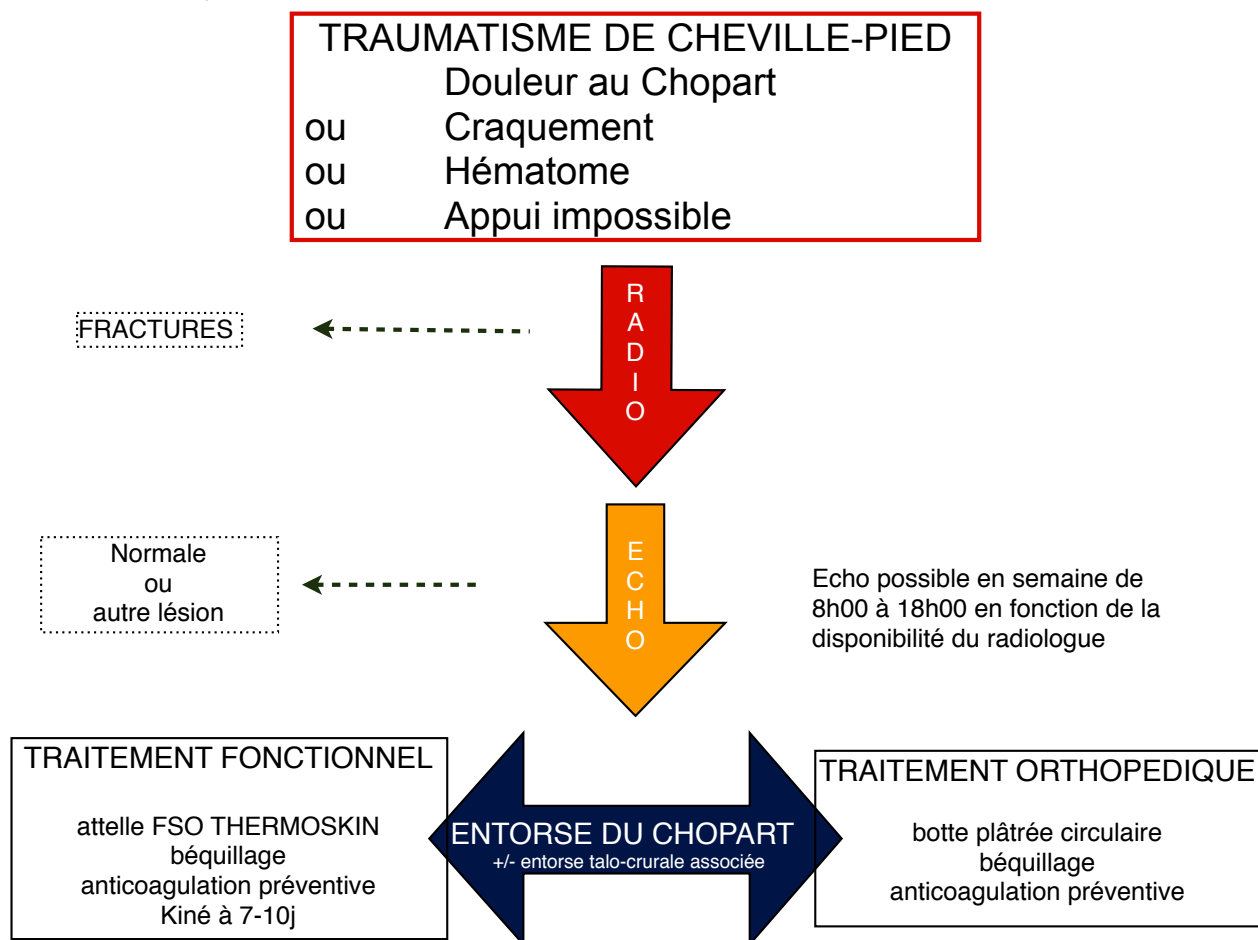 TRAUMATISME DE CHEVILLE-PIED
Douleur au Chopart
ou Craquement
ou Hématome
ou Appui impossible
RADIO
FRACTURES
ECHO
Normale
ou
autre lésion
Echo possible en semaine de
8h00 à 18h00 en fonction de la
disponibilité du radiologue
TRAITEMENT FONCTIONNEL
attelle FSO THERMOSKIN
béquillage
anticoagulation préventive
Kiné à 7-10j
ENTORSE DU CHOPART
+/- entorse talo-crurale associée
TRAITEMENT ORTHOPEDIQUE
botte plâtrée circulaire
béquillage
anticoagulation préventive